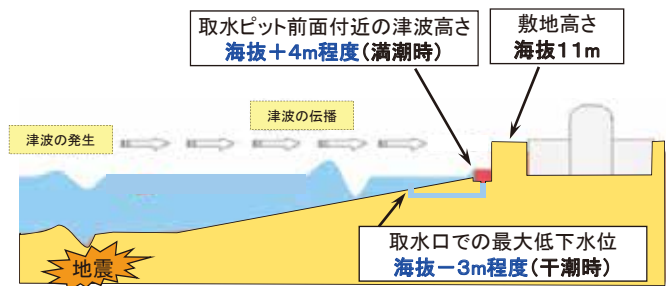 取水ピット前面付近の津波高さ
海抜+4m程度(満潮時)
敷地高さ
海抜11m
津波の発生
津波の伝播
取水口での最大低下水位
海抜-3m程度(干潮時)
地震